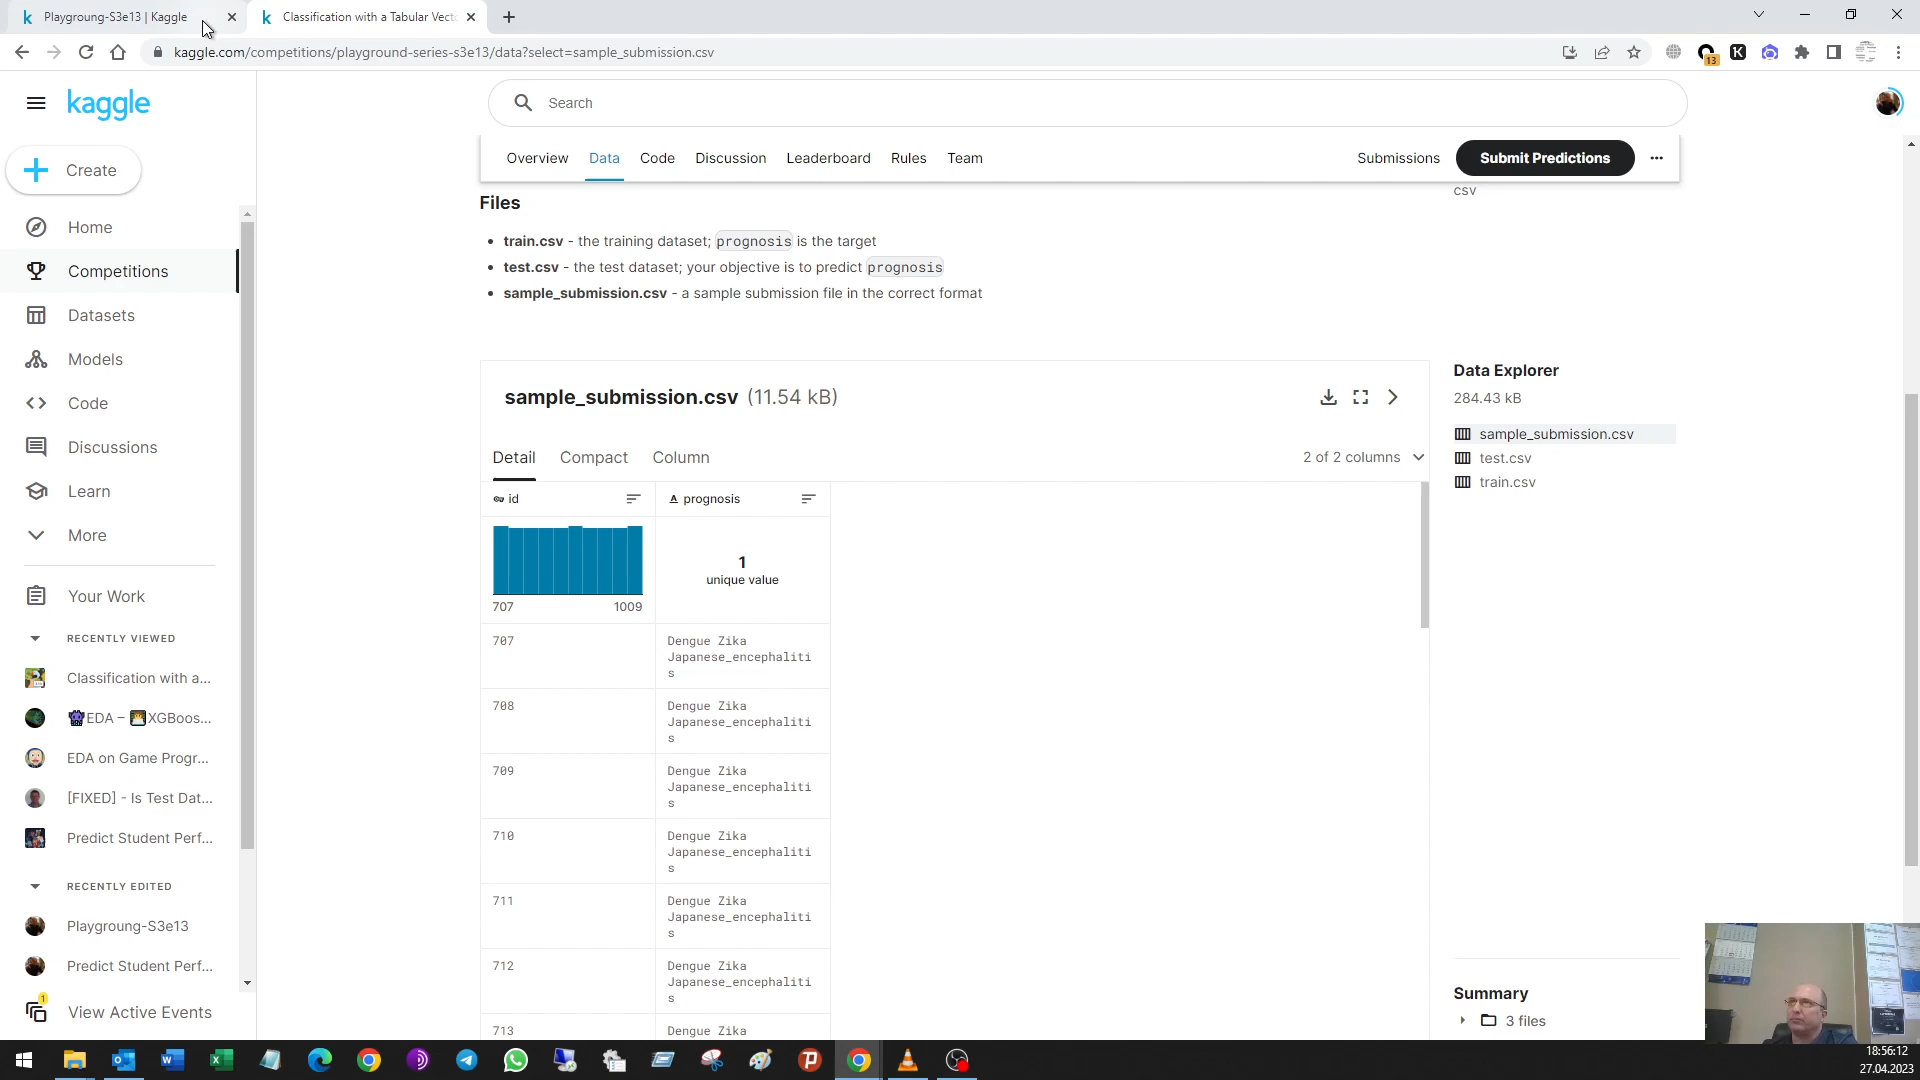 Playgroung-S3e13 | Kaggle
Classification with a Tabular Vect
kaggle.com/competitions/playground-series-s3e13/data?select=sample_submission.csv
13
kaggle
Search
Create
Overview
Data
Code
Discussion
Leaderboard
Rules
Team
Submissions
Submit Predictions
csv
Home
Competitions
Datasets
Models
Code
Discussions
Learn
More
Your Work
RECENTLY VIEWED
Classification with a...
EDA – XGBoos...
EDA on Game Progr...
[FIXED] - Is Test Dat...
Predict Student Perf...
RECENTLY EDITED
Playgroung-S3e13
Predict Student Perf...
1
View Active Events
Files
train.csv - the training dataset; prognosis is the target
test.csv - the test dataset; your objective is to predict prognosis
sample_submission.csv - a sample submission file in the correct format
sample_submission.csv (11.54 kB)
Detail
Compact
Column
2 of 2 columns
id
prognosis
1
unique value
707
1009
707
Dengue Zika
Japanese_encephaliti
s
708
Dengue Zika
Japanese_encephaliti
s
709
Dengue Zika
Japanese_encephaliti
s
710
Dengue Zika
Japanese_encephaliti
s
711
Dengue Zika
Japanese_encephaliti
s
712
Dengue Zika
Japanese_encephaliti
s
713
Dengue Zika
Data Explorer
284.43 kB
sample_submission.csv
test.csv
train.csv
Summary
3 files
18:56:12
27.04.2023